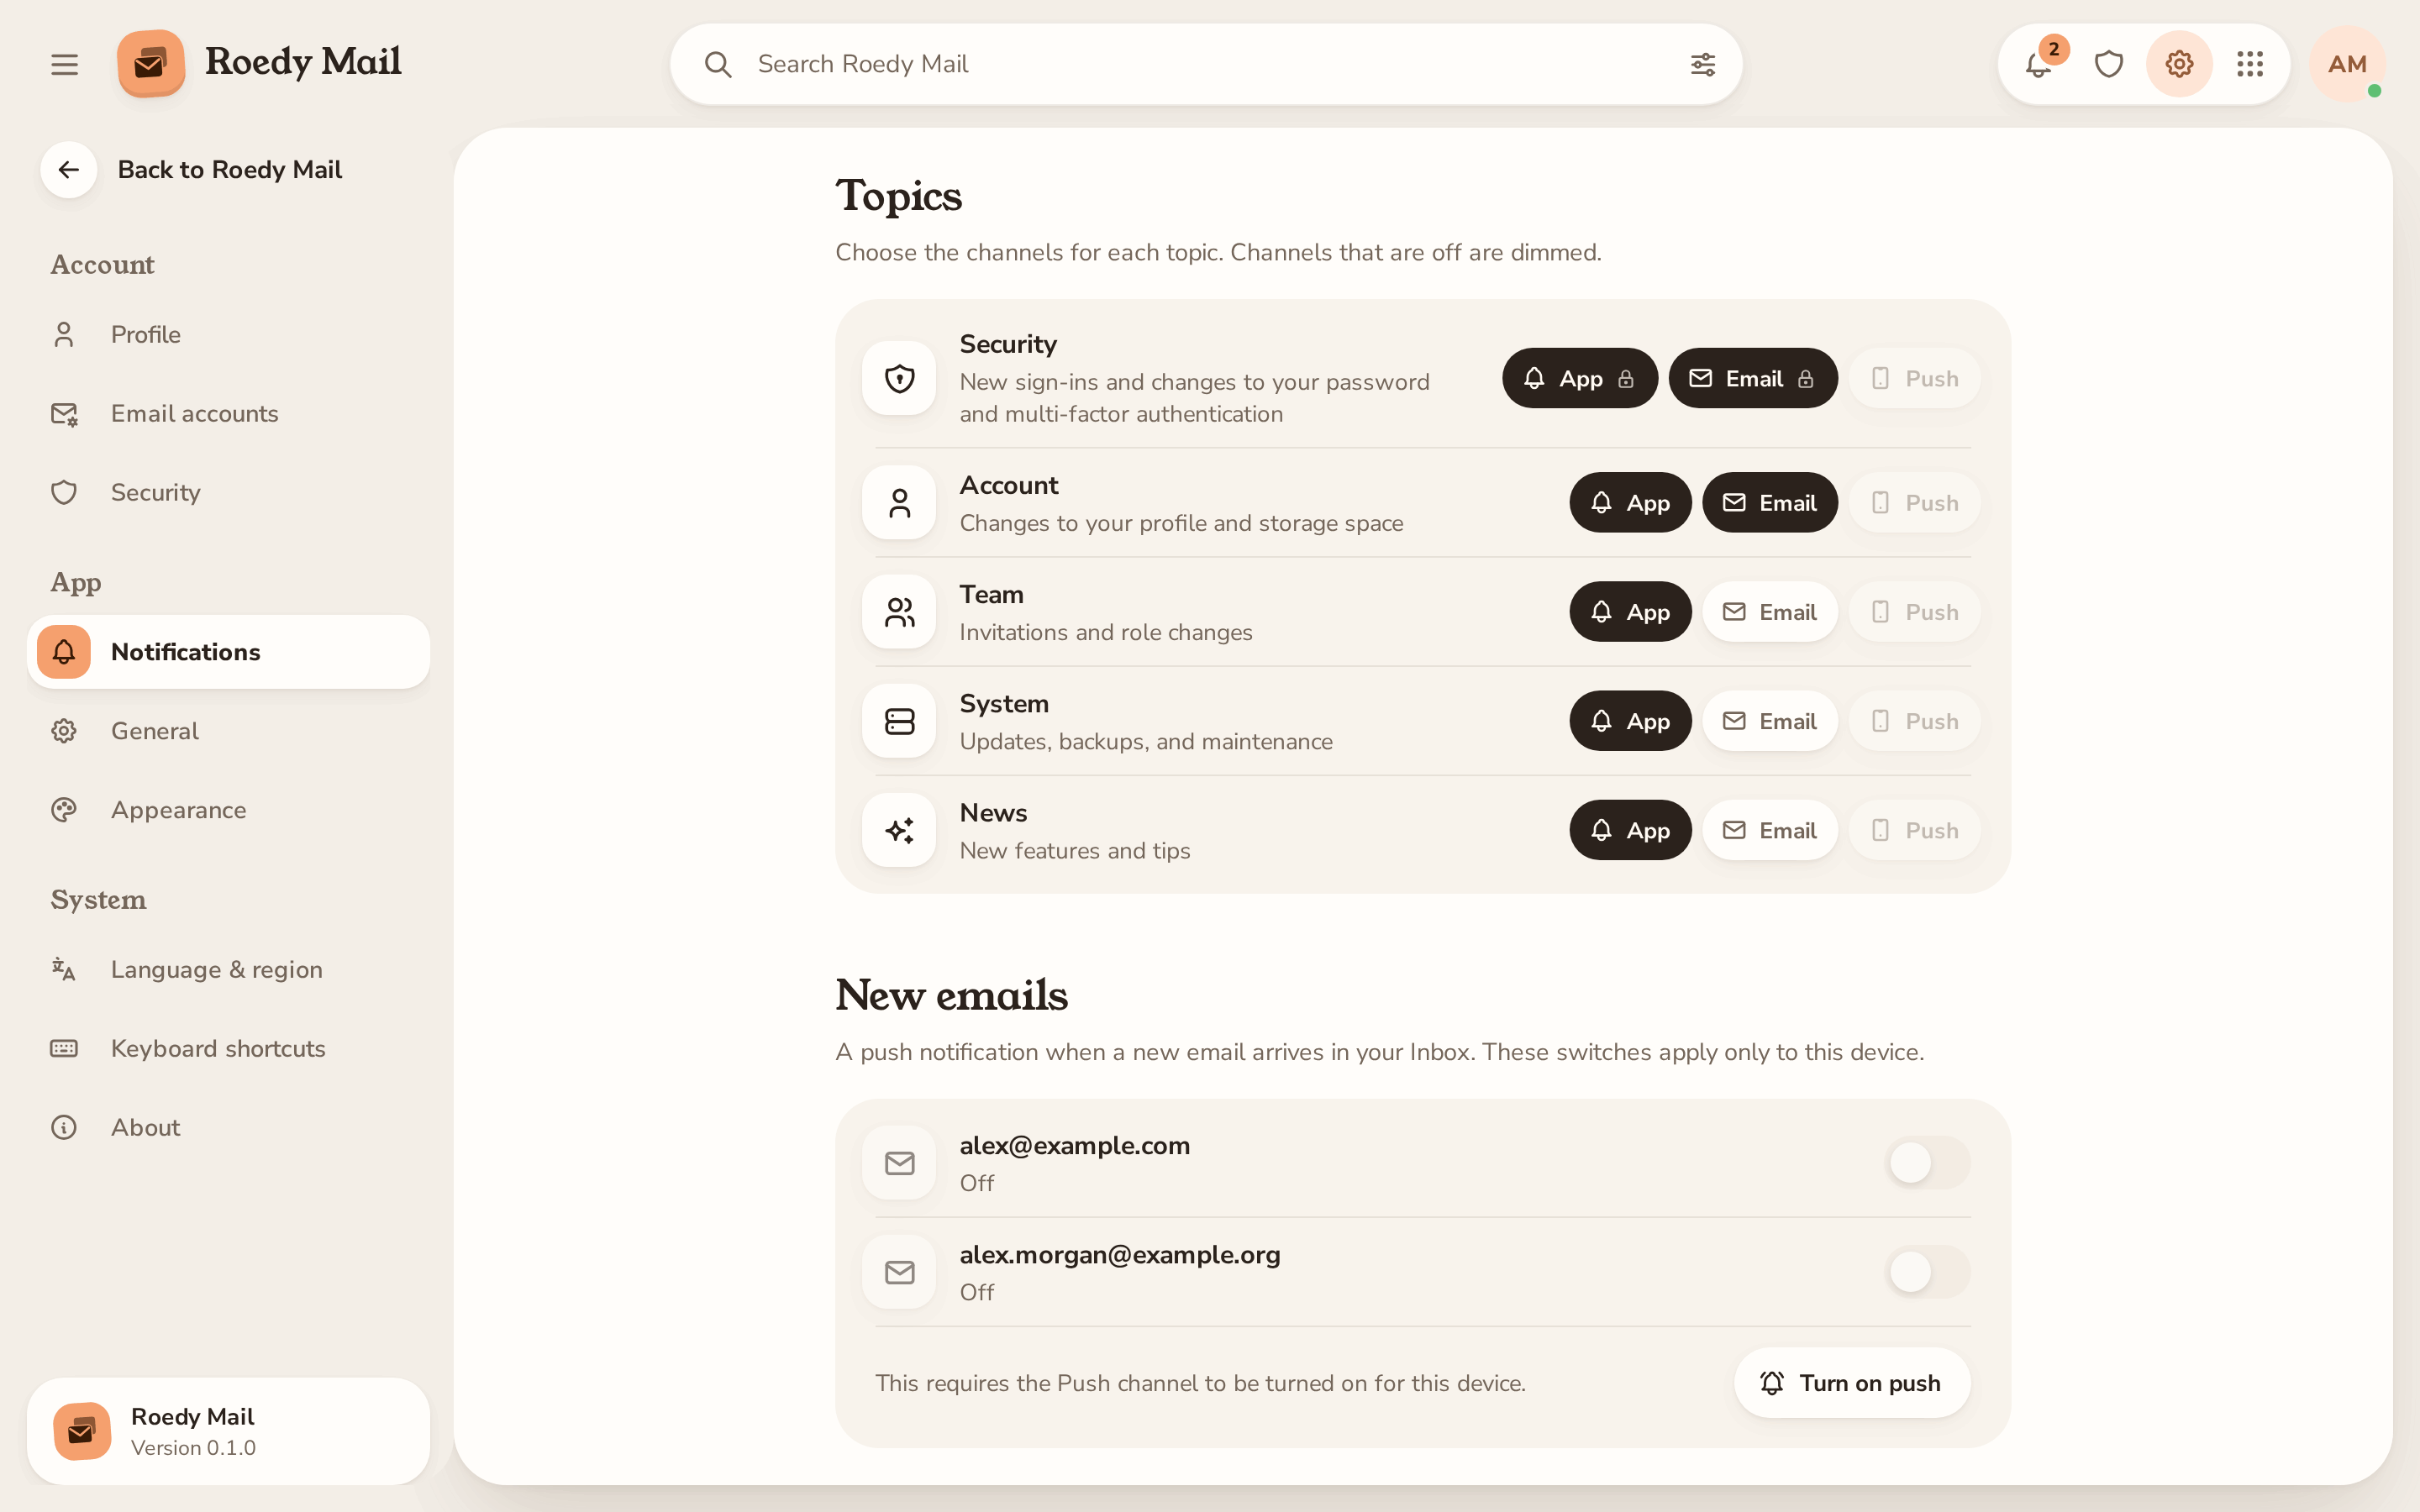 Roedy Mail
Search Roedy Mail
2
AM
Back to Roedy Mail
Account
Profile
Email accounts
Security
App
Notifications
General
Appearance
System
Language & region
Keyboard shortcuts
About
Roedy Mail
Version 0.1.0
Topics
Choose the channels for each topic. Channels that are off are dimmed.
Security
New sign-ins and changes to your password
and multi-factor authentication
App Email Push
Account
Changes to your profile and storage space
App Email Push
Team
Invitations and role changes
App Email Push
System
Updates, backups, and maintenance
App Email Push
News
New features and tips
App Email Push
New emails
A push notification when a new email arrives in your Inbox. These switches apply only to this device.
alex@example.com
Off
alex.morgan@example.org
Off
This requires the Push channel to be turned on for this device.
Turn on push